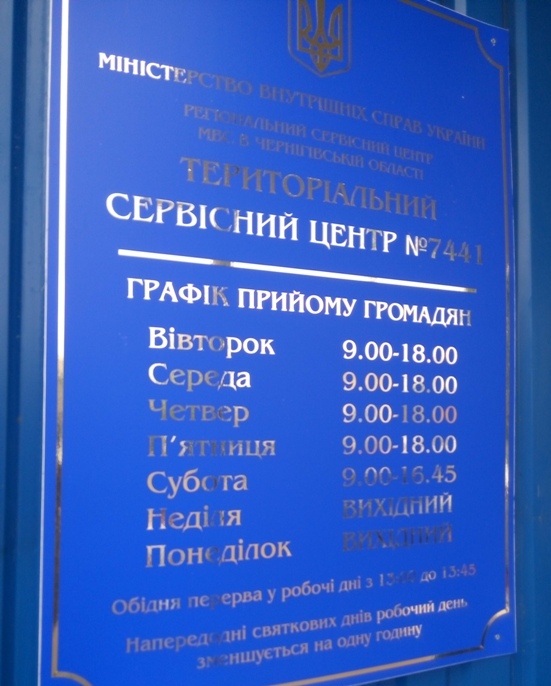 МІНІСТЕРСТВО ВНУТРІШНІХ СПРАВ УКРАЇНИ
РЕГІОНАЛЬНИЙ СЕРВІСНИЙ ЦЕНТР
МВС В ЧЕРНІГІВСЬКІЙ ОБЛАСТІ
ТЕРИТОРІАЛЬНИЙ
СЕРВІСНИЙ ЦЕНТР №7441
ГРАФІК ПРИЙОМУ ГРОМАДЯН
Вівторок 9.00-18.00
Середа 9.00-18.00
Четвер 9.00-18.00
П'ятниця 9.00-18.00
Субота 9.00-16.45
Неділя ВИХІДНИЙ
Понеділок ВИХІДНИЙ
Обідня перерва у робочі дні з до 13:45
Напередодні святкових днів робочий день
зменшується на одну годину